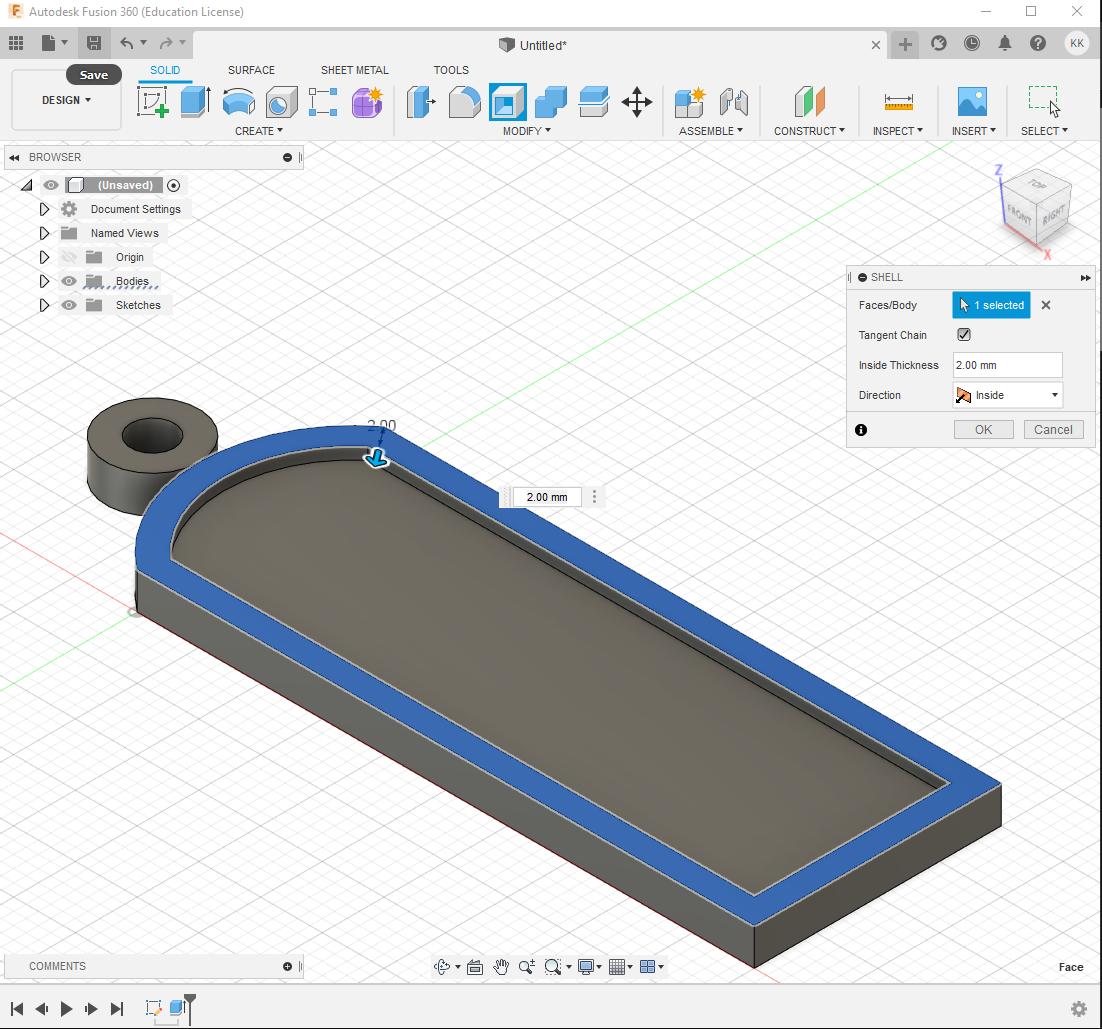 Autodesk Fusion 360 (Education License)
Untitled*
KK
Save
SOLID SURFACE SHEET METAL TOOLS
DESIGN
CREATE MODIFY ASSEMBLE CONSTRUCT INSPECT INSERT SELECT
BROWSER
(Unsaved)
Document Settings
Named Views
Origin
Bodies
Sketches
Z
TOP
FRONT
RIGHT
X
SHELL
Faces/Body 1 selected
Tangent Chain
Inside Thickness 2.00 mm
Direction Inside
OK Cancel
2.00
2.00 mm
COMMENTS
Face